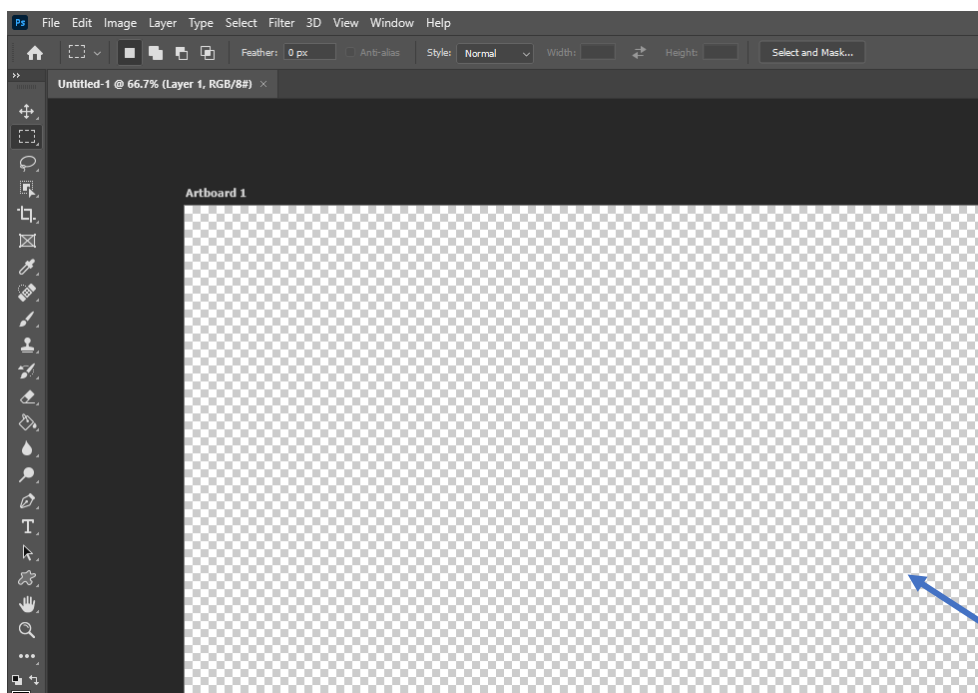 Ps File Edit Image Layer Type Select Filter 3D View Window Help
Feather: 0 px Anti-alias Style: Normal Width: Height: Select and Mask...
Untitled-1 @ 66.7% (Layer 1, RGB/8#) ×
Artboard 1